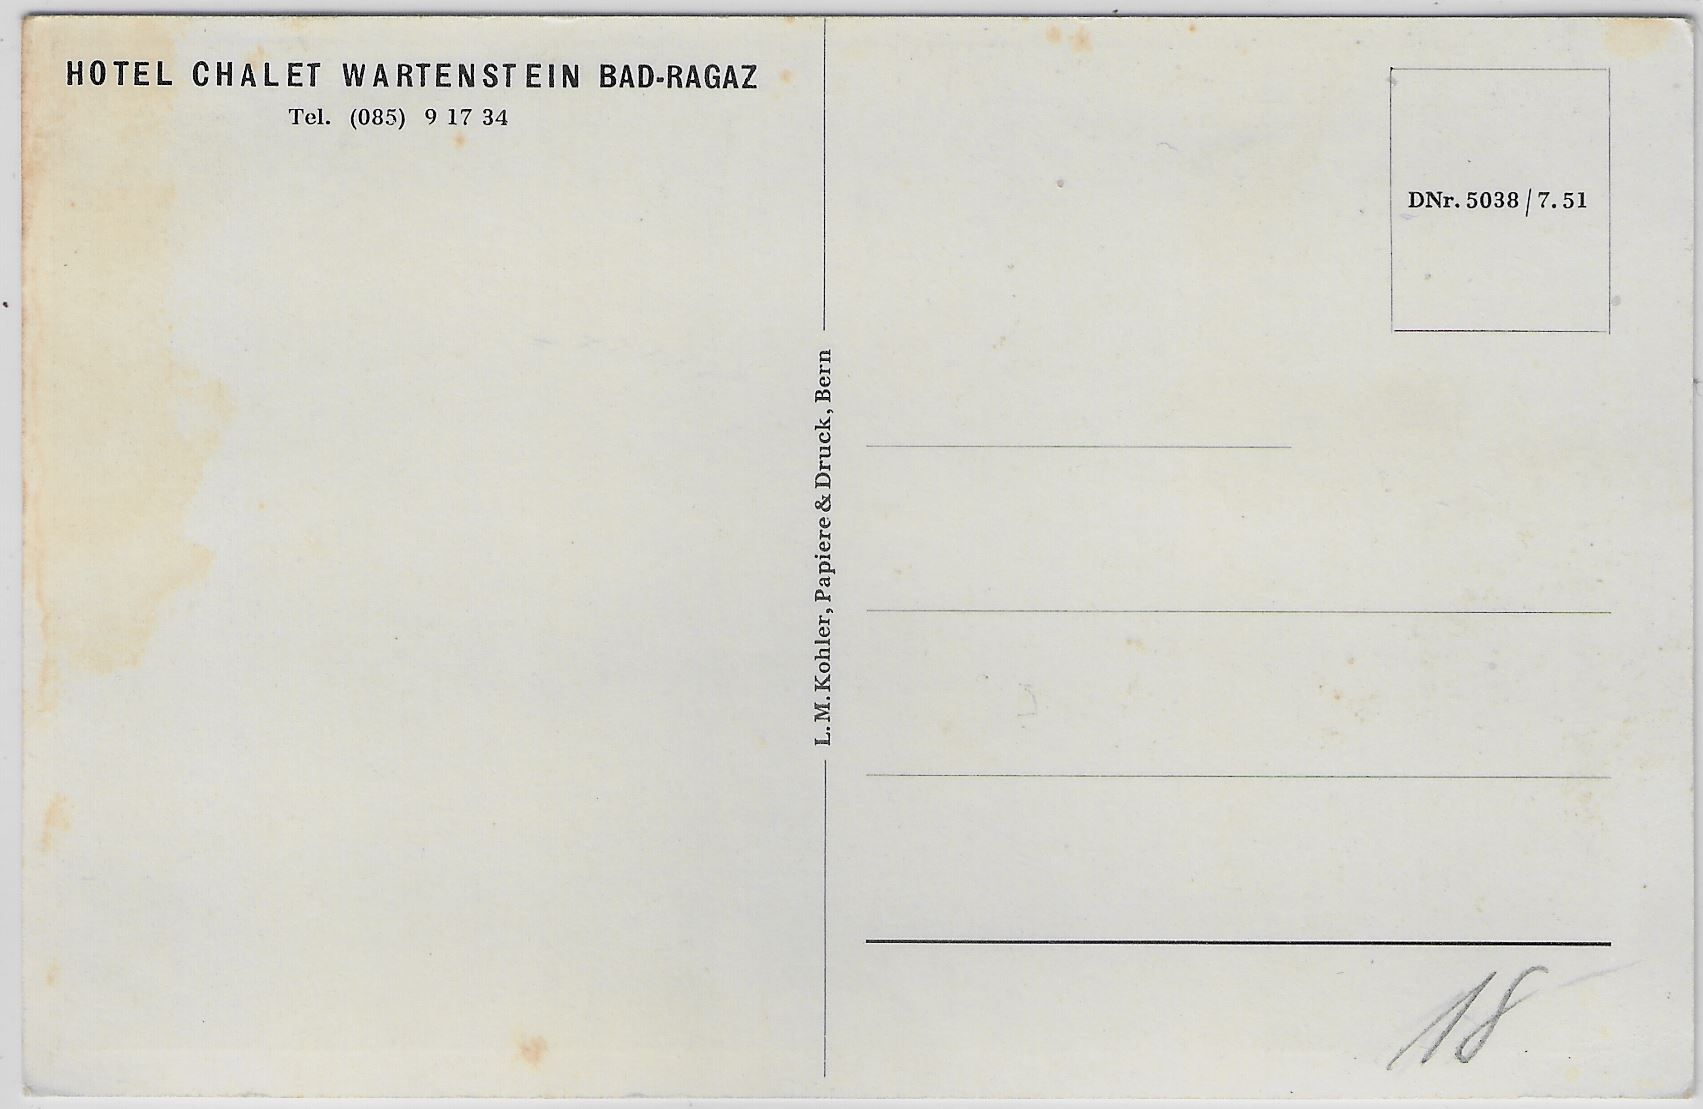 HOTEL CHALET WARTENSTEIN BAD-RAGAZ
Tel. (085) 9 17 34
L. M. Kohler, Papiere & Druck, Bern
DNr. 5038/7.51
18